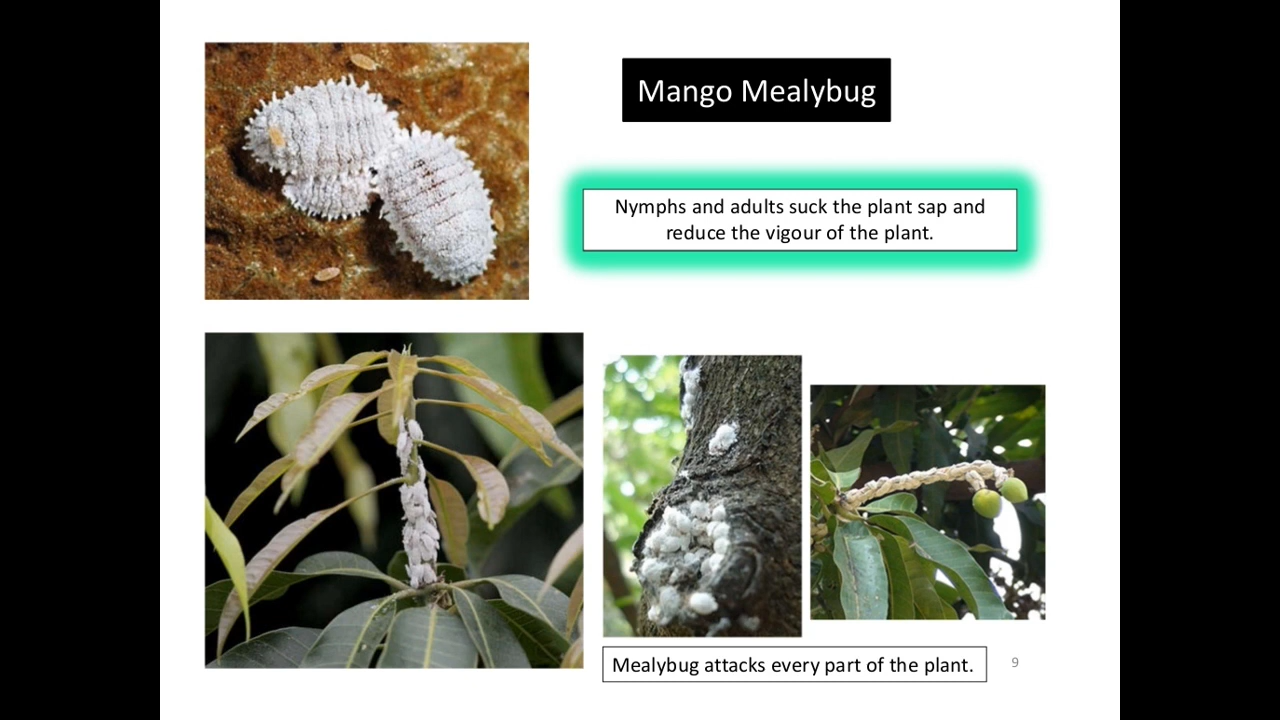 Mango Mealybug
Nymphs and adults suck the plant sap and
reduce the vigour of the plant.
Mealybug attacks every part of the plant.
9